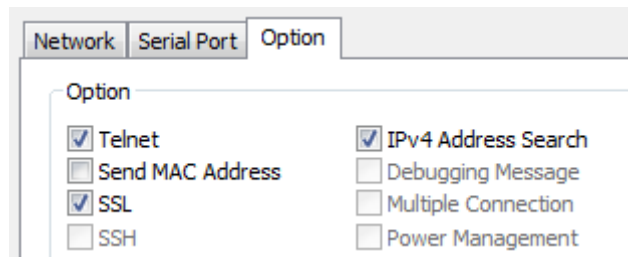 Network Serial Port Option
Option
Telnet IPv4 Address Search
Send MAC Address Debugging Message
SSL Multiple Connection
SSH Power Management